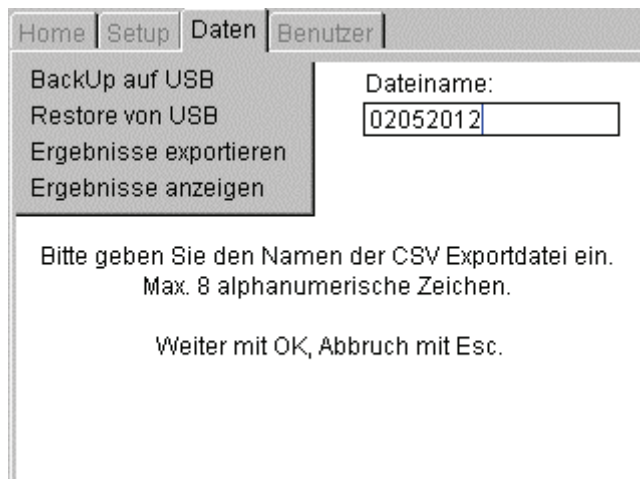 Home Setup Daten Benutzer
BackUp auf USB
Restore von USB
Ergebnisse exportieren
Ergebnisse anzeigen
Dateiname:
02052012
Bitte geben Sie den Namen der CSV Exportdatei ein.
Max. 8 alphanumerische Zeichen.
Weiter mit OK, Abbruch mit Esc.